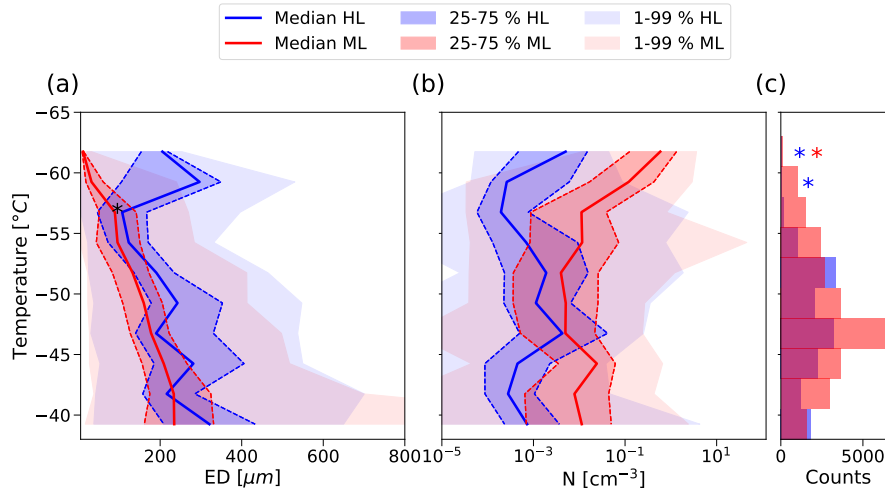 Median HL
Median ML
25-75 % HL
25-75 % ML
1-99 % HL
1-99 % ML
(a)
(b)
(c)
Temperature [°C]
−65
−60
−55
−50
−45
−40
*
200
400
600
800
ED [μm]
10⁻⁵
10⁻³
10⁻¹
10¹
N [cm⁻³]
* *
*
0
5000
Counts